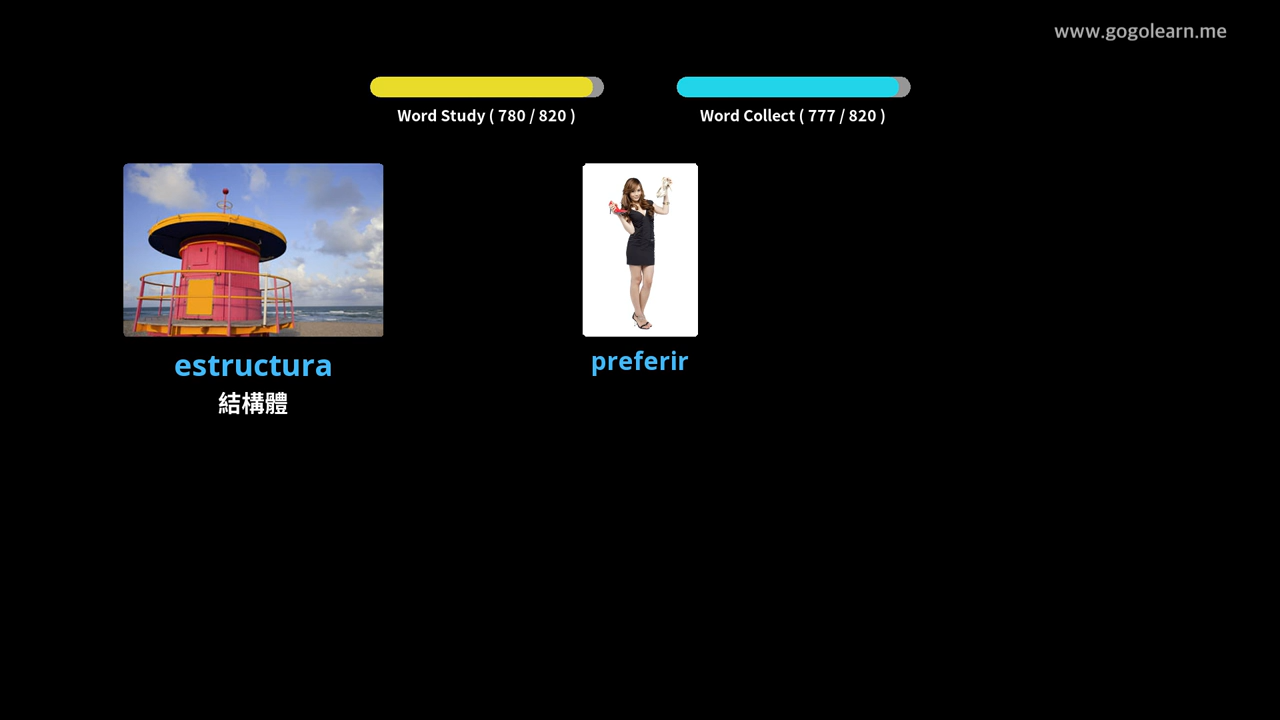 www.gogolearn.me
Word Study ( 780 / 820 )
Word Collect ( 777 / 820 )
estructura
結構體
preferir